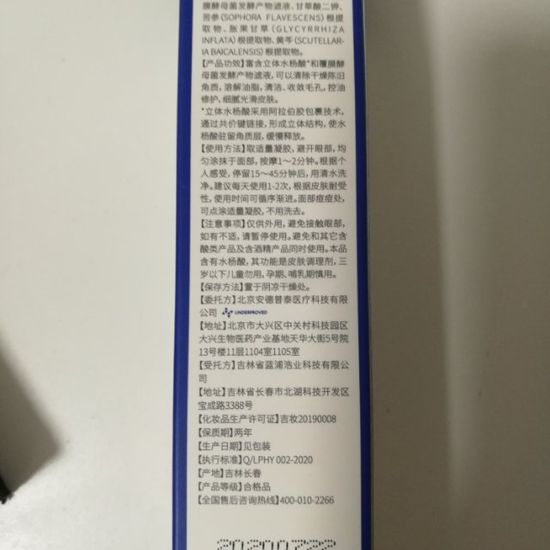 膜酵母菌发酵产物滤液、甘草酸二钾、
苦参(SOPHORA FLAVESCENS)根提
取物、胀果甘草(GLYCYRRHIZA
INFLATA)根提取物、黄芩(SCUTELLAR-
IA BAICALENSIS)根提取物。
【产品功效】富含立体水杨酸*和覆膜酵
母菌发酵产物滤液，可以清除干燥陈旧
角质，溶解油脂，清洁、收敛毛孔，控油
修护，细腻光滑皮肤。
*立体水杨酸采用阿拉伯胶包裹技术，
通过共价键链接，形成立体结构，使水
杨酸驻留角质层，缓慢释放。
【使用方法】取适量凝胶，避开眼部，均
匀涂抹于面部，按摩1～2分钟。根据个
人感受，停留15～45分钟后，用清水洗
净。建议每天使用1-2次，根据皮肤耐受
性，使用时间可循序渐进。面部痘痘处，
可点涂适量凝胶，不用洗去。
【注意事项】仅供外用，避免接触眼部，
如有不适，请暂停使用。避免和其它含
酸类产品及含酒精产品同时使用。本品
含有水杨酸，其功能是皮肤调理剂，三
岁以下儿童勿用，孕期、哺乳期慎用。
【保存方法】置于阴凉干燥处。
【委托方】北京安德普泰医疗科技有限
公司 UNDERPROVED
【地址】北京市大兴区中关村科技园区
大兴生物医药产业基地天华大街5号院
13号楼11层1104室1105室
【受托方】吉林省蓝浦浩业科技有限公
司
【地址】吉林省长春市北湖科技开发区
宝成路3388号
【化妆品生产许可证】吉妆20190008
【保质期】两年
【生产日期】见包装
【执行标准】Q/LPHY 002-2020
【产地】吉林长春
【产品等级】合格品
【全国售后咨询热线】400-010-2266
20200722